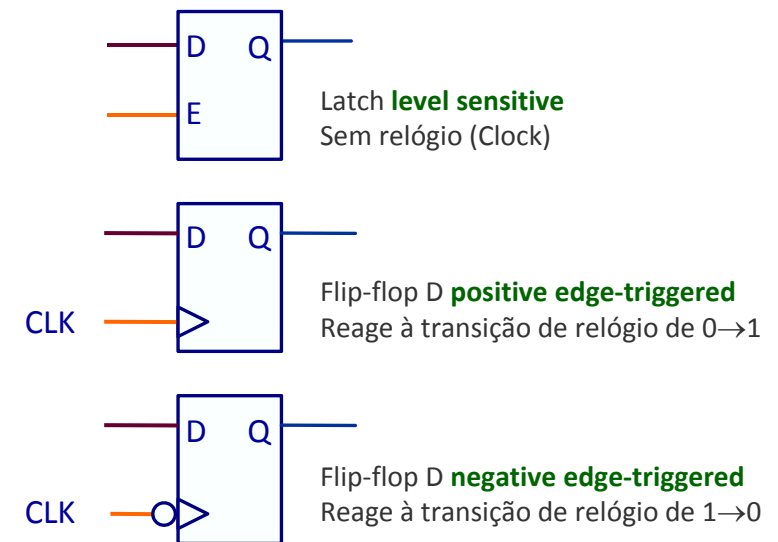 D Q
E
Latch level sensitive
Sem relógio (Clock)
D Q
CLK
Flip-flop D positive edge-triggered
Reage à transição de relógio de 0→1
D Q
CLK
Flip-flop D negative edge-triggered
Reage à transição de relógio de 1→0